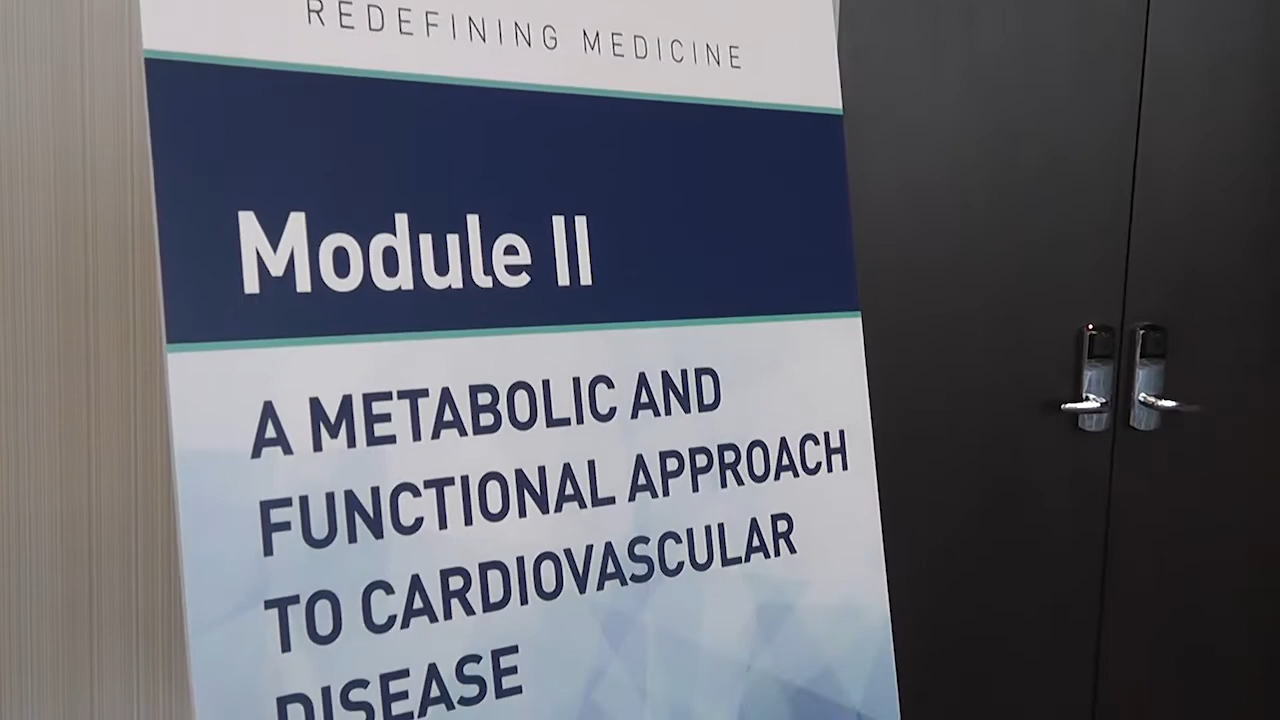 REDEFINING MEDICINE
Module II
A METABOLIC AND
FUNCTIONAL APPROACH
TO CARDIOVASCULAR
DISEASE